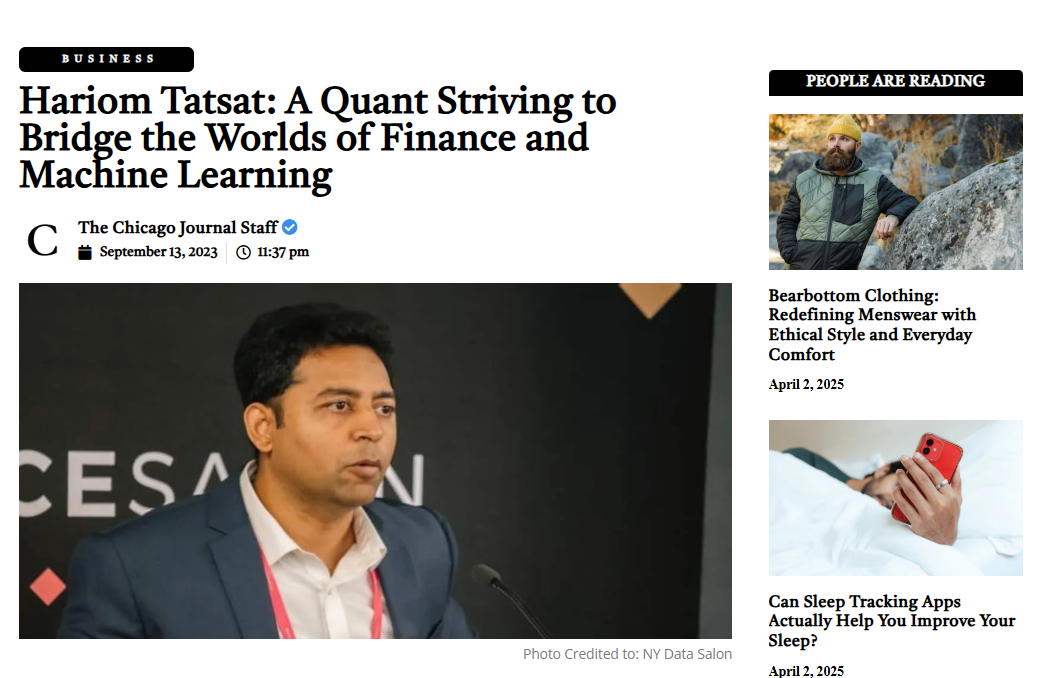 BUSINESS
Hariom Tatsat: A Quant Striving to
Bridge the Worlds of Finance and
Machine Learning
C
The Chicago Journal Staff
September 13, 2023
11:37 pm
CESALON
Photo Credited to: NY Data Salon
PEOPLE ARE READING
Bearbottom Clothing:
Redefining Menswear with
Ethical Style and Everyday
Comfort
April 2, 2025
Can Sleep Tracking Apps
Actually Help You Improve Your
Sleep?
April 2, 2025